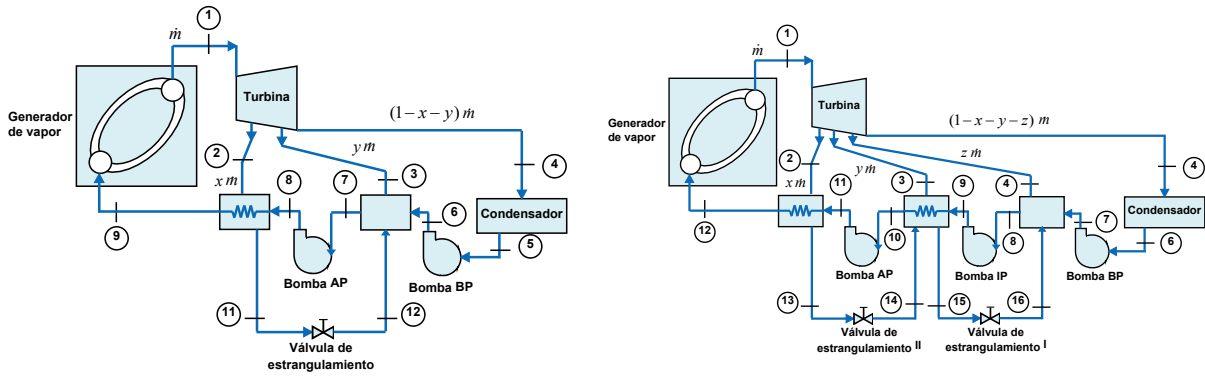 1
ṁ
Turbina
Generador
de vapor
(1− x − y) ṁ
2
y ṁ
x ṁ
3
4
8
7
6
Condensador
9
5
Bomba AP
Bomba BP
11
12
Válvula de
estrangulamiento
1
ṁ
Turbina
Generador
de vapor
(1− x − y− z) ṁ
2
z ṁ
y ṁ
x ṁ
11
3
9
4
4
7
Condensador
12
10
8
6
Bomba AP
Bomba IP
Bomba BP
13
14
15
16
Válvula de
estrangulamiento II
Válvula de
estrangulamiento I